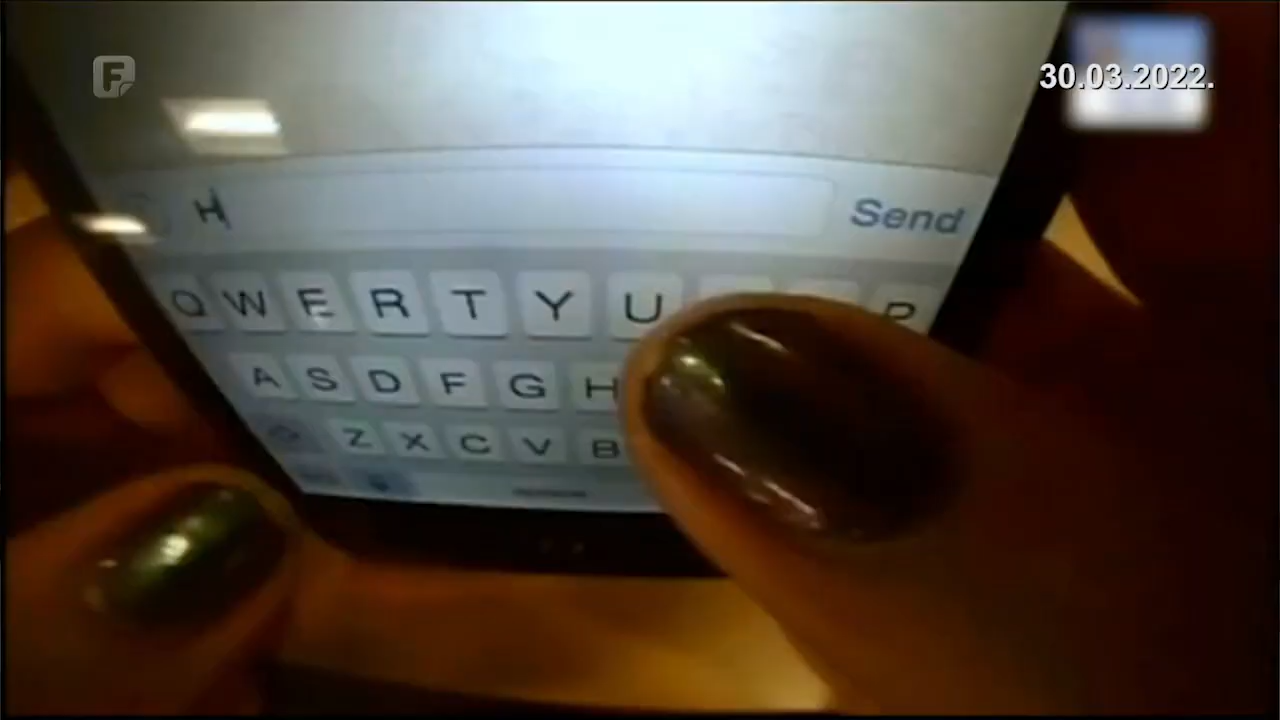 F
30.03.2022.
H
Send
Q W E R T Y U P
A S D F G H
Z X C V B